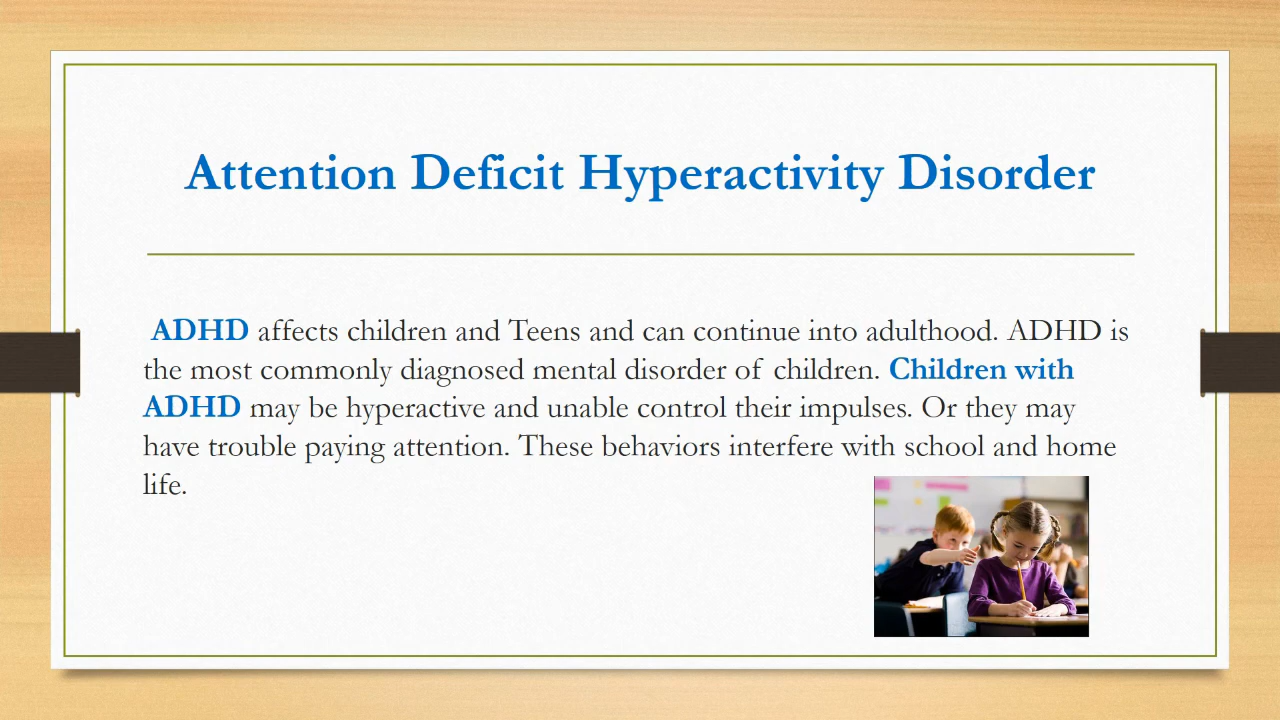 Attention Deficit Hyperactivity Disorder
ADHD affects children and Teens and can continue into adulthood. ADHD is
the most commonly diagnosed mental disorder of children. Children with
ADHD may be hyperactive and unable control their impulses. Or they may
have trouble paying attention. These behaviors interfere with school and home
life.